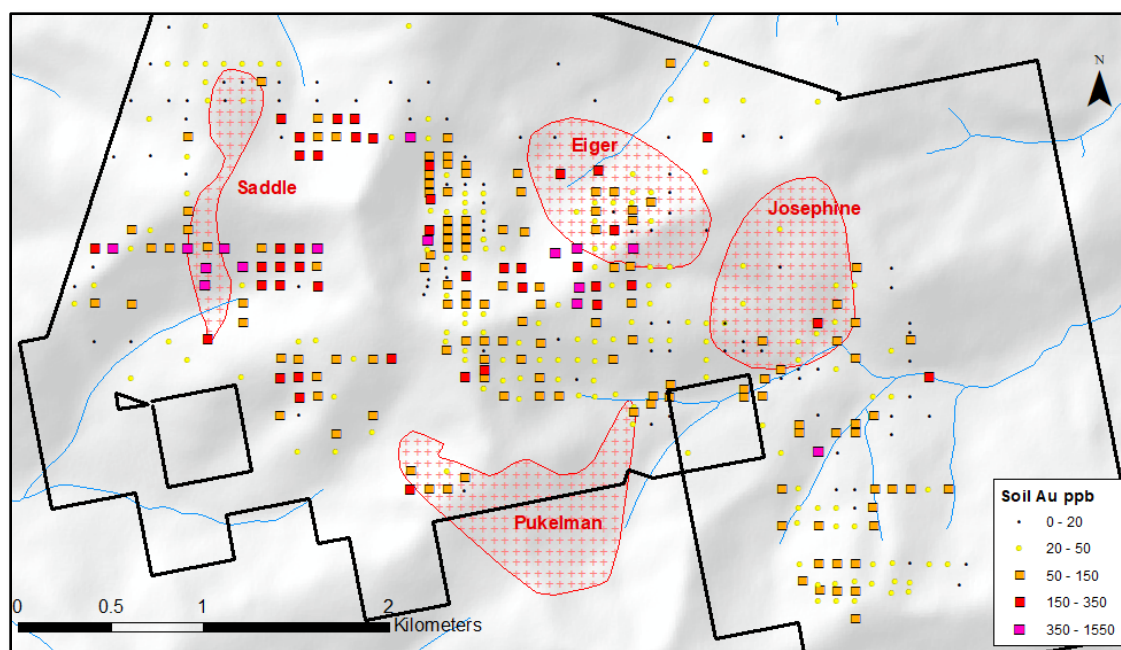 N
Eiger
Saddle
Josephine
Pukelman
Soil Au ppb
0 - 20
20 - 50
50 - 150
150 - 350
350 - 1550
0 0.5 1 2
Kilometers